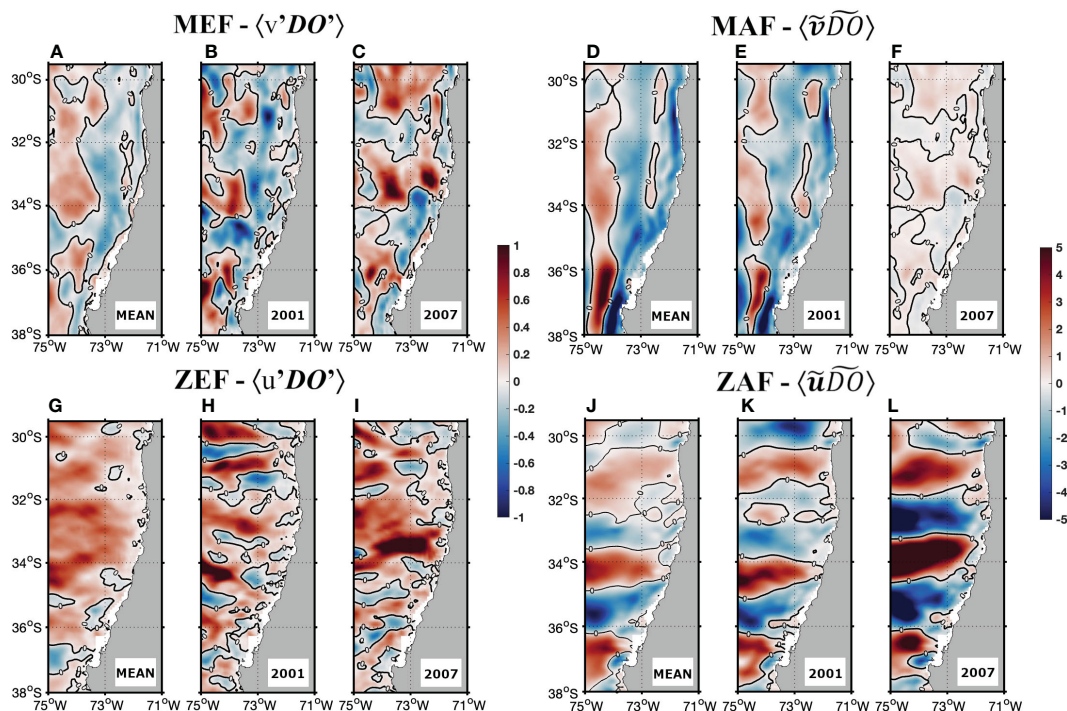 MEF - ⟨v’DO’⟩
MAF - ⟨ṽD͠O⟩
A B C D E F
30°S 30°S
32°S 32°S
34°S 34°S
36°S 36°S
38°S 38°S
MEAN 2001 2007 MEAN 2001 2007
75°W 73°W 71°W 75°W 73°W 71°W 75°W 73°W 71°W 75°W 73°W 71°W 75°W 73°W 71°W 75°W 73°W 71°W
1
0.8
0.6
0.4
0.2
0
-0.2
-0.4
-0.6
-0.8
-1
5
4
3
2
1
0
-1
-2
-3
-4
-5
ZEF - ⟨u’DO’⟩
ZAF - ⟨ũD͠O⟩
G H I J K L
30°S 30°S
32°S 32°S
34°S 34°S
36°S 36°S
38°S 38°S
MEAN 2001 2007 MEAN 2001 2007
75°W 73°W 71°W 75°W 73°W 71°W 75°W 73°W 71°W 75°W 73°W 71°W 75°W 73°W 71°W 75°W 73°W 71°W